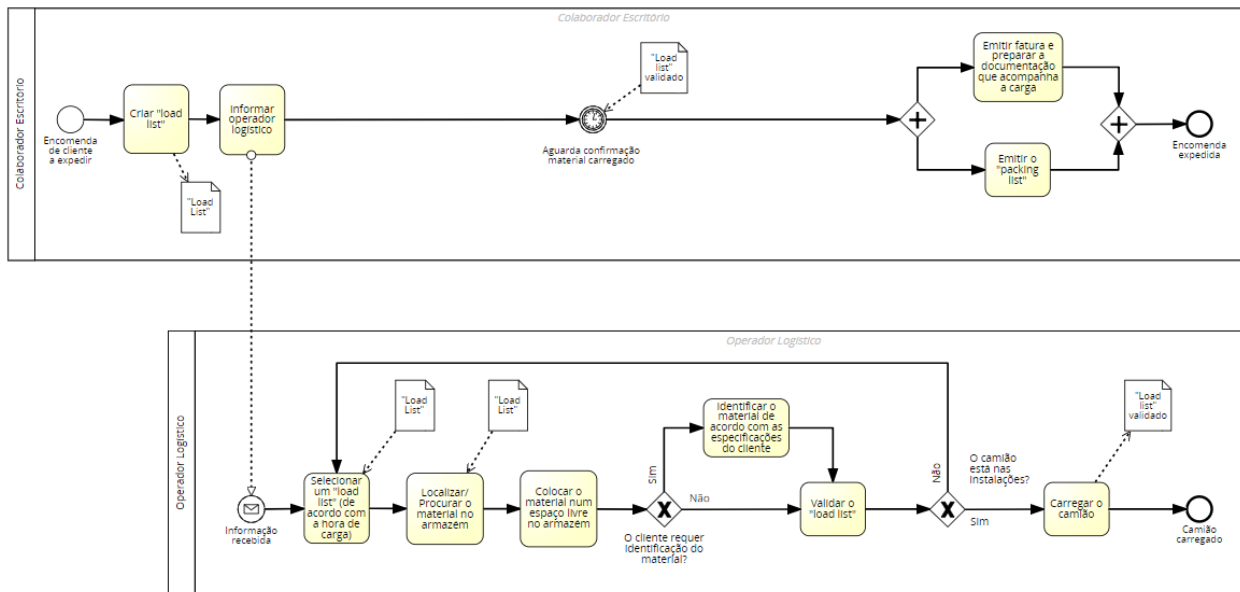 Colaborador Escritório
Colaborador Escritório
Encomenda
de cliente
a expedir
Criar "load
list"
"Load
List"
Informar
operador
logístico
Aguarda confirmação
material carregado
"Load
list"
validado
Emitir fatura e
preparar a
documentação
que acompanha
a carga
Emitir o
"packing
list"
Encomenda
expedida
Operador Logístico
Operador Logístico
Informação
recebida
Selecionar
um "load
list" (de
acordo com
a hora de
carga)
"Load
List"
Localizar/
Procurar o
material no
armazém
"Load
List"
Colocar o
material num
espaço livre
no armazém
O cliente requer
Identificação do
material?
Sim
Não
Identificar o
material de
acordo com as
especificações
do cliente
Validar o
"load list"
Não
O camião
está nas
instalações?
Sim
Carregar o
camião
"Load
list"
validado
Camião
carregado